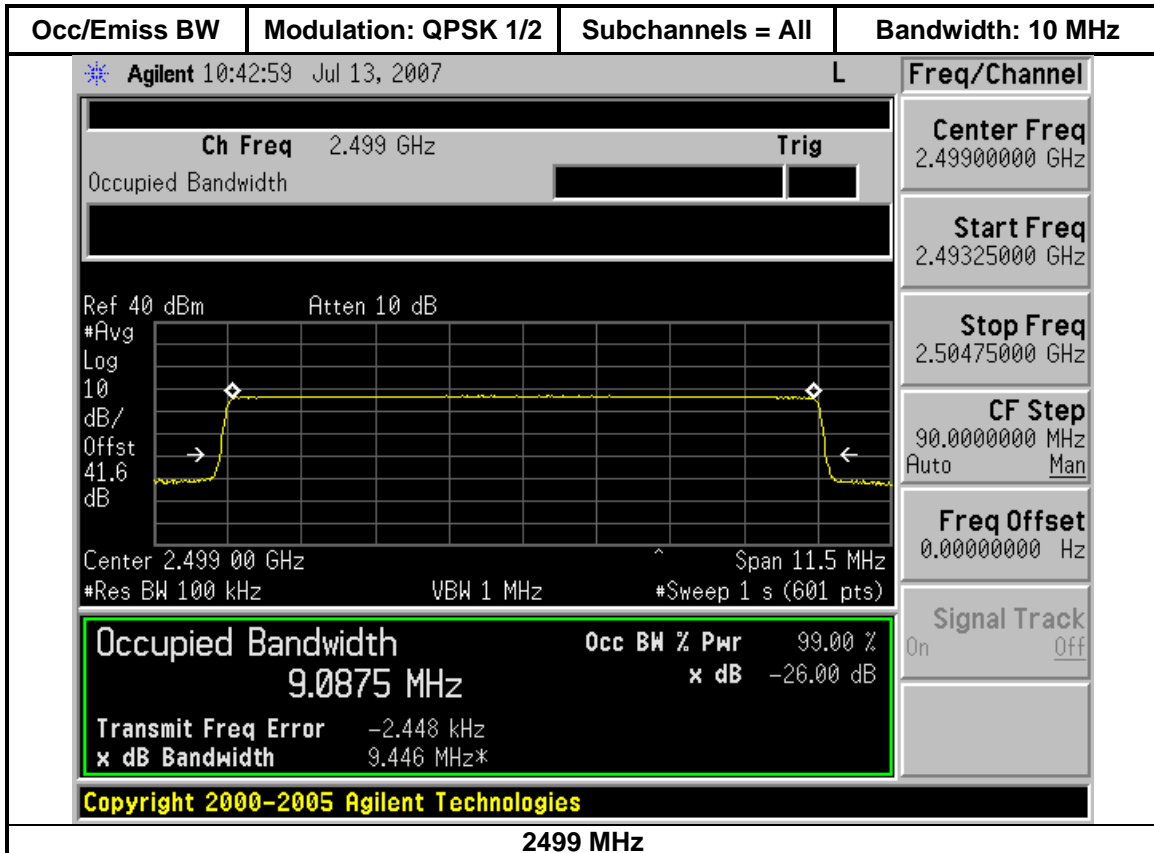 Occ/Emiss BW Modulation: QPSK 1/2 Subchannels = All Bandwidth: 10 MHz
Agilent 10:42:59 Jul 13, 2007 L Freq/Channel
Ch Freq 2.499 GHz Trig
Occupied Bandwidth
Center Freq
2.49900000 GHz
Start Freq
2.49325000 GHz
Stop Freq
2.50475000 GHz
CF Step
90.0000000 MHz
Auto Man
Freq Offset
0.00000000 Hz
Signal Track
On Off
Ref 40 dBm Atten 10 dB
#Avg
Log
10
dB/
Offst
41.6
dB
Center 2.499 00 GHz ^ Span 11.5 MHz
#Res BW 100 kHz VBW 1 MHz #Sweep 1 s (601 pts)
Occupied Bandwidth Occ BW % Pwr 99.00 %
9.0875 MHz x dB -26.00 dB
Transmit Freq Error -2.448 kHz
x dB Bandwidth 9.446 MHz*
Copyright 2000-2005 Agilent Technologies
2499 MHz